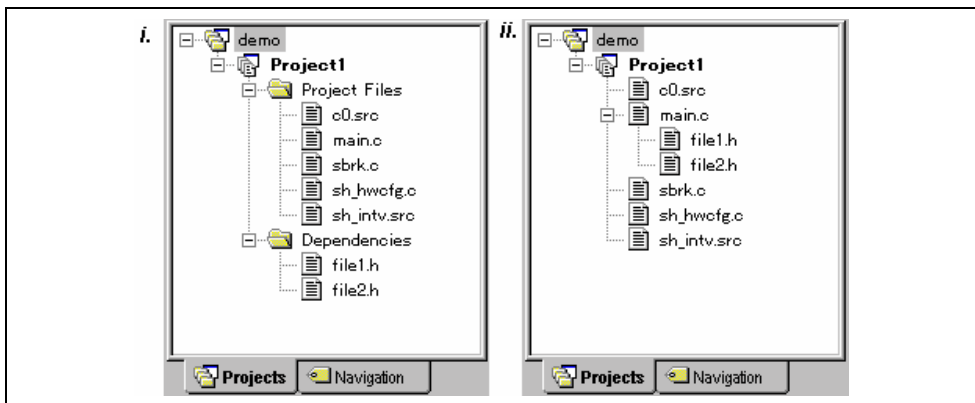 i.
demo
Project1
Project Files
c0.src
main.c
sbrk.c
sh_hwcfg.c
sh_intv.src
Dependencies
file1.h
file2.h
Projects Navigation
ii.
demo
Project1
c0.src
main.c
file1.h
file2.h
sbrk.c
sh_hwcfg.c
sh_intv.src
Projects Navigation